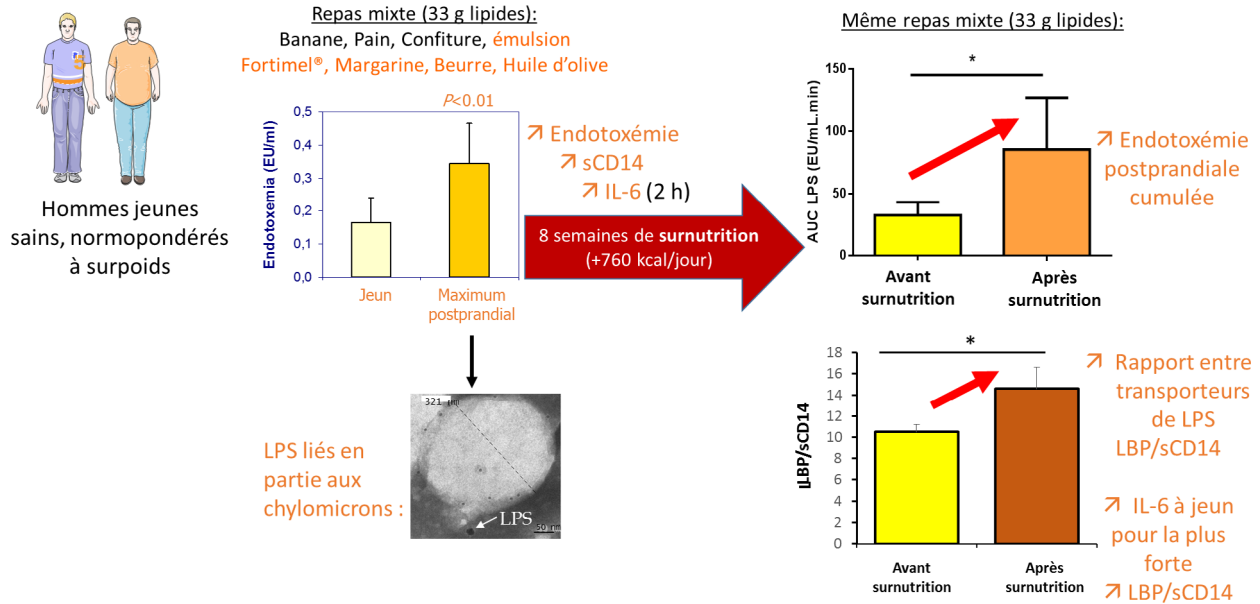 Repas mixte (33 g lipides):
Banane, Pain, Confiture, émulsion
Fortimel®, Margarine, Beurre, Huile d'olive
Hommes jeunes
sains, normopondérés
à surpoids
P<0.01
Endotoxemia (EU/ml)
0,5
0,4
0,3
0,2
0,1
0,0
Jeun
Maximum
postprandial
↗ Endotoxémie
↗ sCD14
↗ IL-6 (2 h)
8 semaines de surnutrition
(+760 kcal/jour)
LPS liés en
partie aux
chylomicrons :
321 nm
LPS
50 nm
Même repas mixte (33 g lipides):
*
AUC LPS (EU/mL.min)
150
100
50
0
Avant
surnutrition
Après
surnutrition
↗ Endotoxémie
postprandiale
cumulée
*
LBP/sCD14
18
16
14
12
10
8
6
4
2
0
Avant
surnutrition
Après
surnutrition
↗ Rapport entre
transporteurs
de LPS
LBP/sCD14
↗ IL-6 à jeun
pour la plus
forte
↗ LBP/sCD14